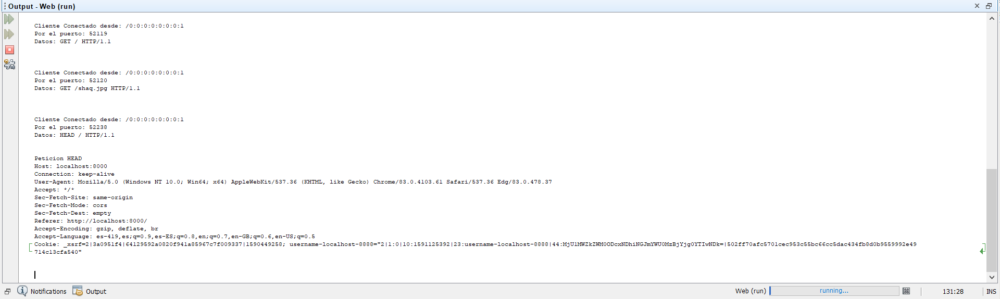 Output - Web (run)
Cliente Conectado desde: /0:0:0:0:0:0:0:1
Por el puerto: 52119
Datos: GET / HTTP/1.1
Cliente Conectado desde: /0:0:0:0:0:0:0:1
Por el puerto: 52120
Datos: GET /shaq.jpg HTTP/1.1
Cliente Conectado desde: /0:0:0:0:0:0:0:1
Por el puerto: 52238
Datos: HEAD / HTTP/1.1
Peticion HEAD
Host: localhost:8000
Connection: keep-alive
User-Agent: Mozilla/5.0 (Windows NT 10.0; Win64; x64) AppleWebKit/537.36 (KHTML, like Gecko) Chrome/83.0.4103.61 Safari/537.36 Edg/83.0.478.37
Accept: */*
Sec-Fetch-Site: same-origin
Sec-Fetch-Mode: cors
Sec-Fetch-Dest: empty
Referer: http://localhost:8000/
Accept-Encoding: gzip, deflate, br
Accept-Language: es-419,es;q=0.9,es-ES;q=0.8,en;q=0.7,en-GB;q=0.6,en-US;q=0.5
Cookie: _xsrf=2|3a0951f4|64129592a0820f941a85967c7f009337|1590449258; username-localhost-8888="2|1:0|10:1591125392|23:username-localhost-8888|44:MjU1MWZkZWM0ODcxNDhiNGJmYWU0MzBjYjg0YTIwNDk=|502ff70afc5701cec953c55bc66cc5dac434fb8d0b9559992e49
714c13cfa540"
Notifications
Output
Web (run)
running...
131:28
INS